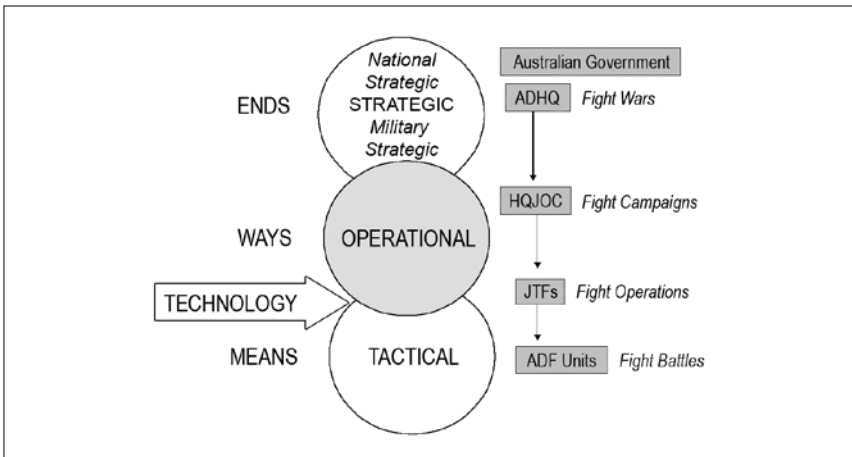 National
Strategic
STRATEGIC
Military
Strategic
ENDS
Australian Government
ADHQ Fight Wars
HQJOC Fight Campaigns
WAYS
OPERATIONAL
TECHNOLOGY
JTFs Fight Operations
MEANS
TACTICAL
ADF Units Fight Battles